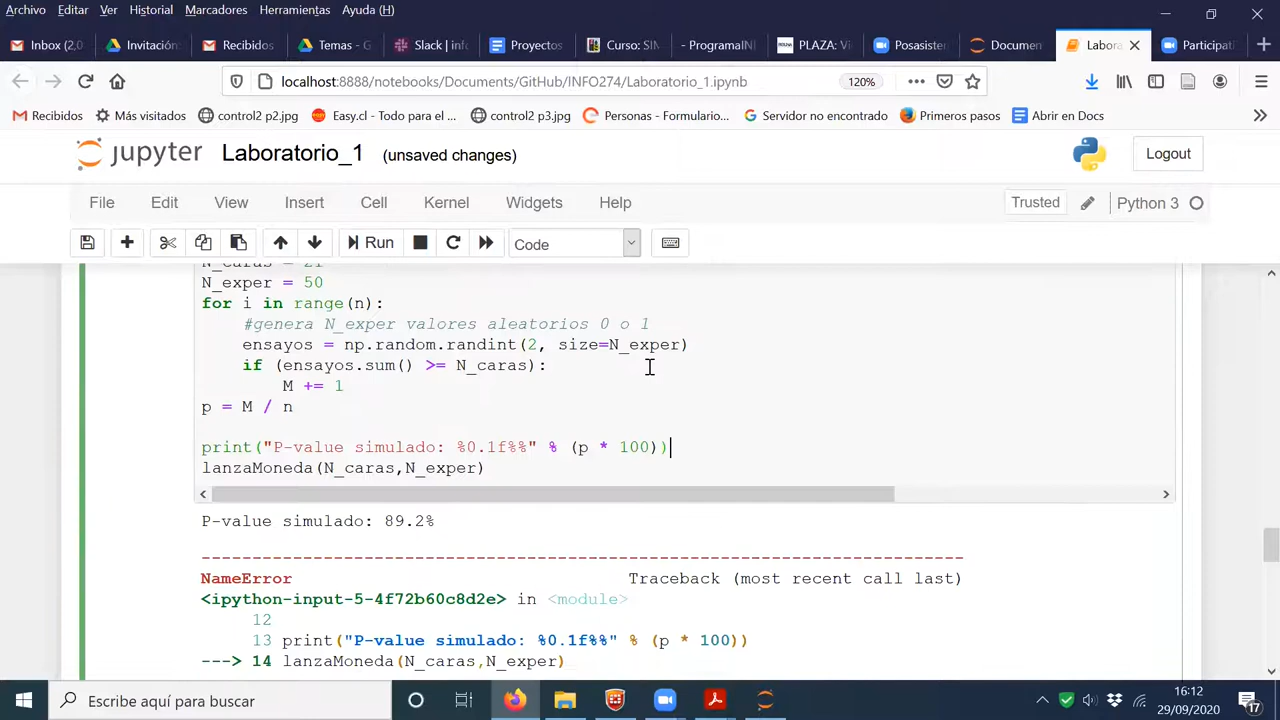 Archivo Editar Ver Historial Marcadores Herramientas Ayuda (H)
Inbox (2,0 Invitación: Recibido: Temas - G Slack | info Proyectos Curso: SIN - ProgramaIN PLAZA: Vi Posasiste Documen Labora Participat
localhost:8888/notebooks/Documents/GitHub/INFO274/Laboratorio_1.ipynb 120%
Recibidos Más visitados control2 p2.jpg Easy.cl - Todo para el ... control2 p3.jpg Personas - Formulario... Servidor no encontrado Primeros pasos Abrir en Docs
jupyter Laboratorio_1 (unsaved changes) Logout
File Edit View Insert Cell Kernel Widgets Help Trusted Python 3
Run Code
N_caras = 21
N_exper = 50
for i in range(n):
#genera N_exper valores aleatorios 0 o 1
ensayos = np.random.randint(2, size=N_exper)
if (ensayos.sum() >= N_caras):
M += 1
p = M / n
print("P-value simulado: %0.1f%%" % (p * 100))
lanzaMoneda(N_caras,N_exper)
P-value simulado: 89.2%
---------------------------------------------------------------------------
NameError Traceback (most recent call last)
<ipython-input-5-4f72b60c8d2e> in <module>
12
13 print("P-value simulado: %0.1f%%" % (p * 100))
---> 14 lanzaMoneda(N_caras,N_exper)
Escribe aquí para buscar 16:12
29/09/2020 17